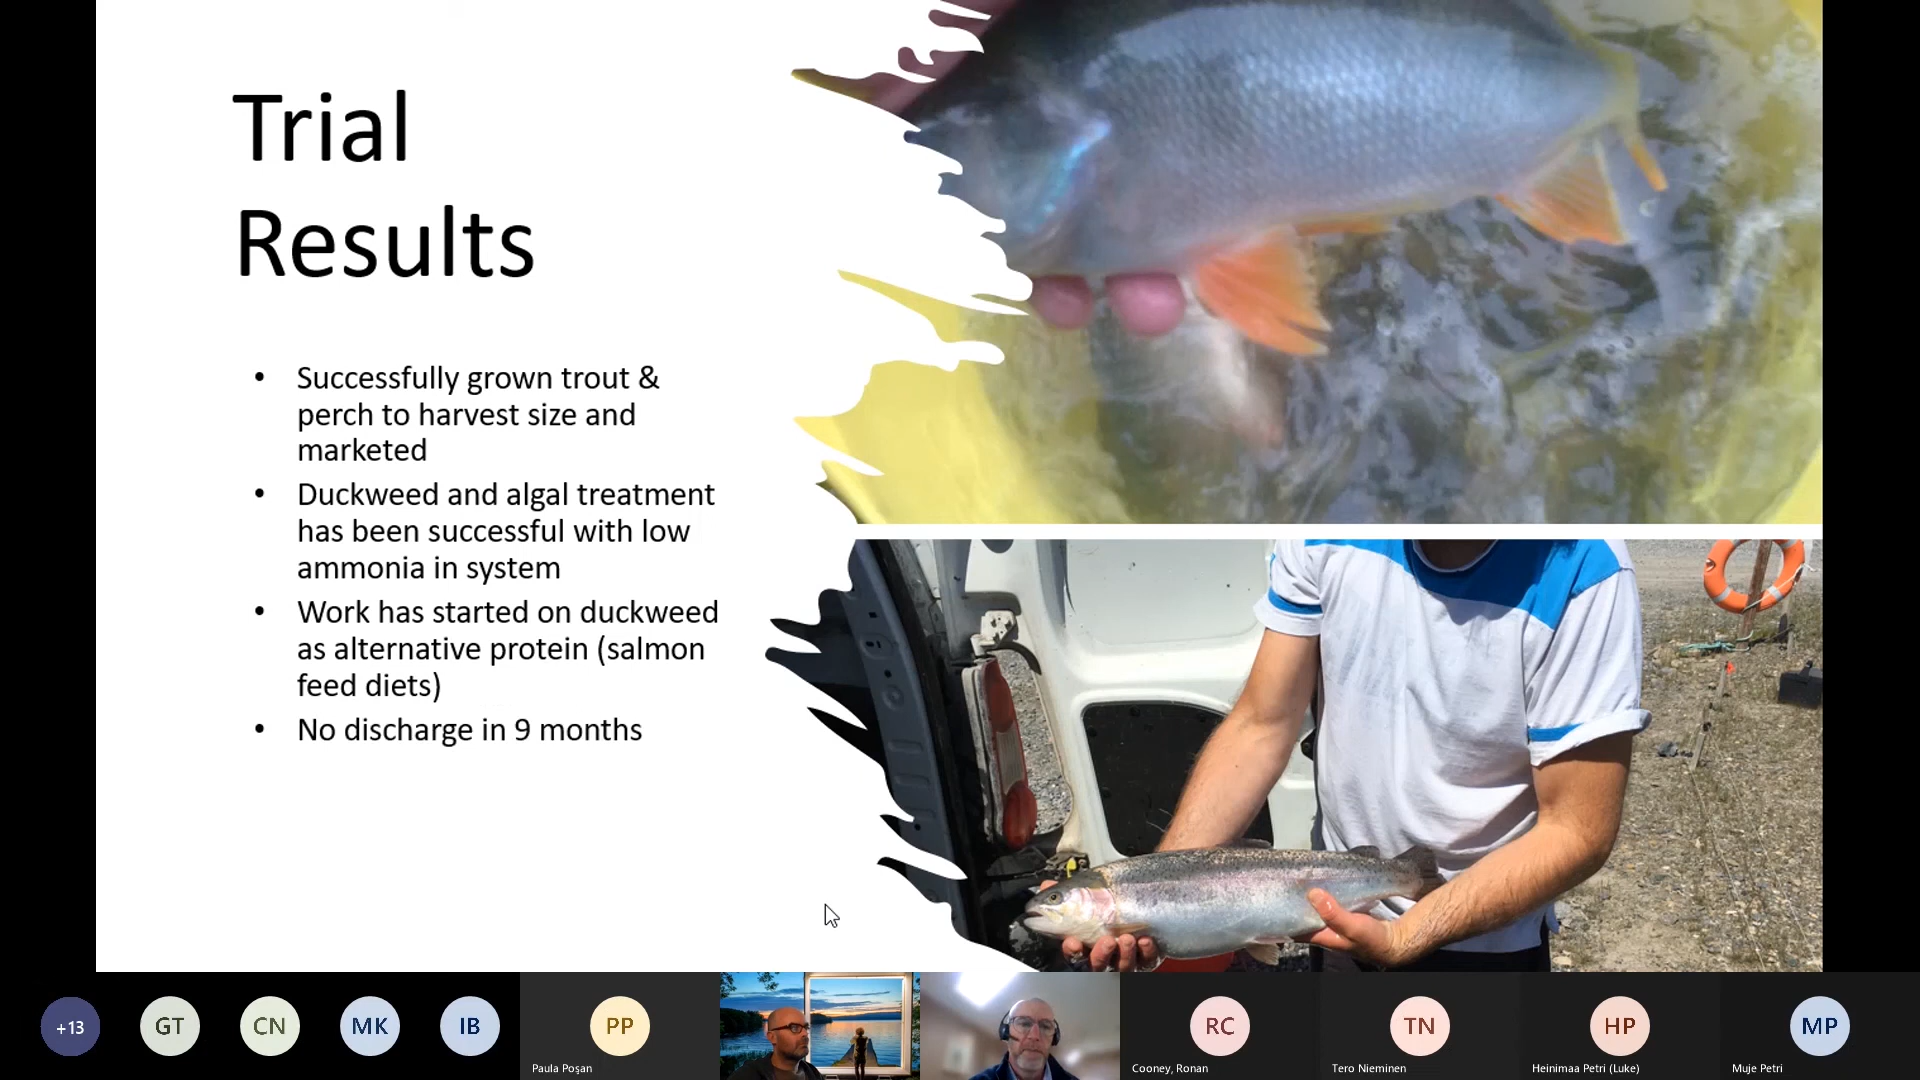 Trial
Results
• Successfully grown trout &
perch to harvest size and
marketed
• Duckweed and algal treatment
has been successful with low
ammonia in system
• Work has started on duckweed
as alternative protein (salmon
feed diets)
• No discharge in 9 months
+13
GT
CN
MK
IB
PP
RC
TN
HP
MP
Paula Poşan
Cooney, Ronan
Tero Nieminen
Heinimaa Petri (Luke)
Muje Petri